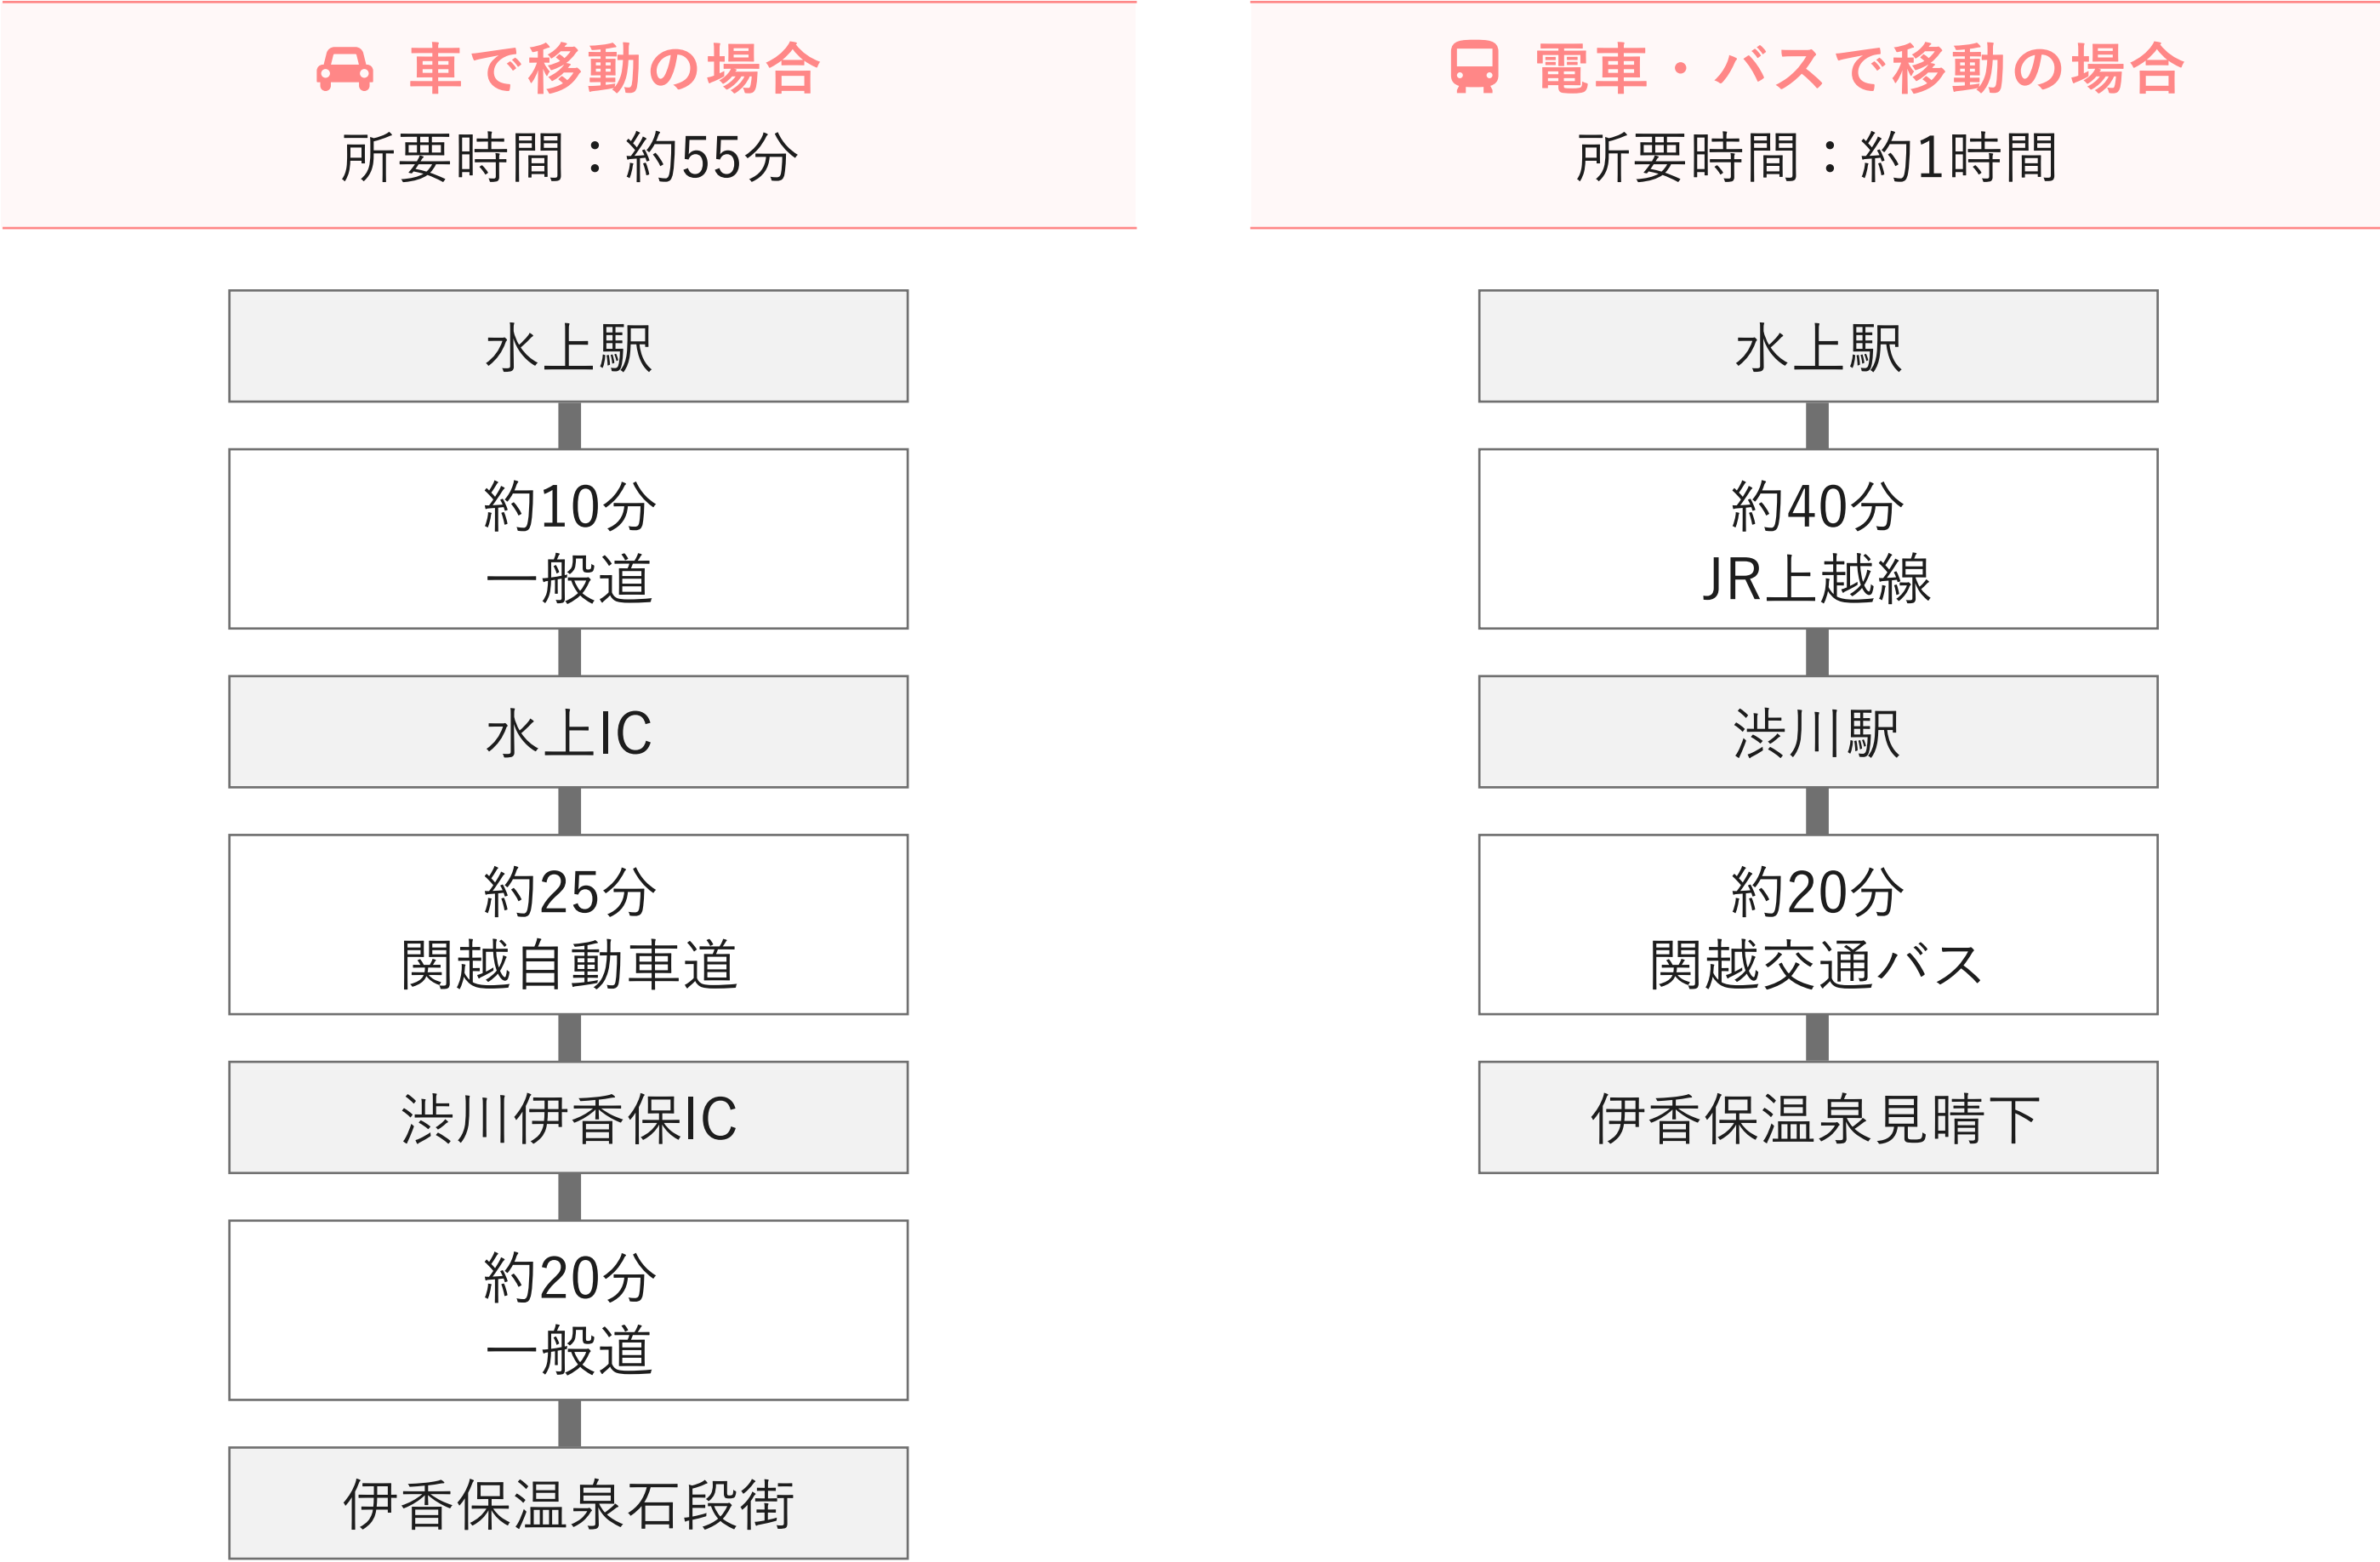 車で移動の場合
所要時間：約55分
水上駅
約10分
一般道
水上IC
約25分
関越自動車道
渋川伊香保IC
約20分
一般道
伊香保温泉石段街
電車・バスで移動の場合
所要時間：約1時間
水上駅
約40分
JR上越線
渋川駅
約20分
関越交通バス
伊香保温泉見晴下